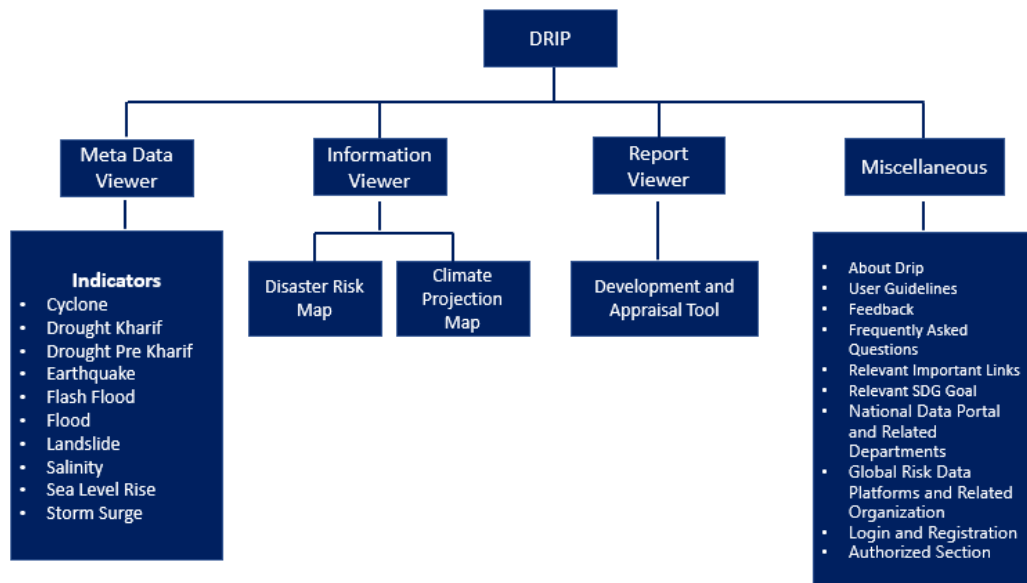 DRIP
Meta Data
Viewer
Information
Viewer
Report
Viewer
Miscellaneous
Indicators
• Cyclone
• Drought Kharif
• Drought Pre Kharif
• Earthquake
• Flash Flood
• Flood
• Landslide
• Salinity
• Sea Level Rise
• Storm Surge
Disaster Risk
Map
Climate
Projection
Map
Development and
Appraisal Tool
• About Drip
• User Guidelines
• Feedback
• Frequently Asked
Questions
• Relevant Important Links
• Relevant SDG Goal
• National Data Portal
and Related
Departments
• Global Risk Data
Platforms and Related
Organization
• Login and Registration
• Authorized Section